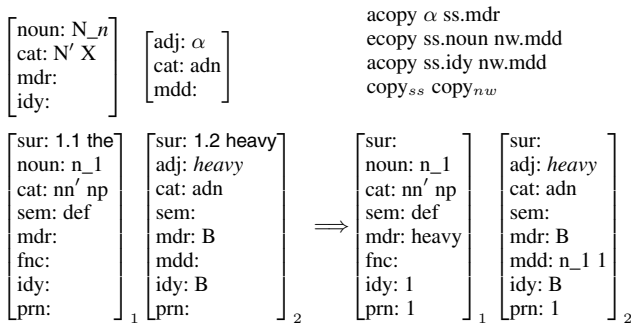 noun: N_n
cat: N′ X
mdr:
idy:
adj: α
cat: adn
mdd:
acopy α ss.mdr
ecopy ss.noun nw.mdd
acopy ss.idy nw.mdd
copyss copynw
sur: 1.1 the
noun: n_1
cat: nn′ np
sem: def
mdr:
fnc:
idy:
prn:
1
sur: 1.2 heavy
adj: heavy
cat: adn
sem:
mdr: B
mdd:
idy: B
prn:
2
⟹
sur:
noun: n_1
cat: nn′ np
sem: def
mdr: heavy
fnc:
idy: 1
prn: 1
1
sur:
adj: heavy
cat: adn
sem:
mdr: B
mdd: n_1 1
idy: B
prn: 1
2